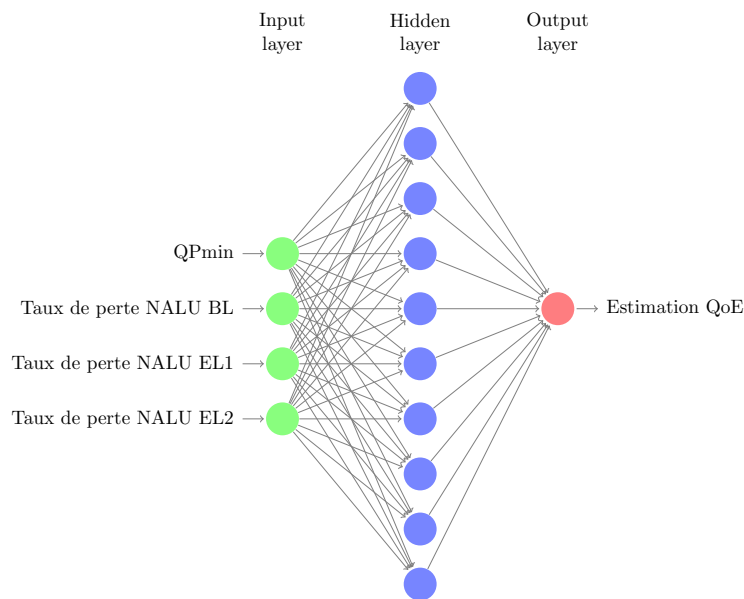 Input
layer
Hidden
layer
Output
layer
QPmin
Taux de perte NALU BL
Taux de perte NALU EL1
Taux de perte NALU EL2
Estimation QoE